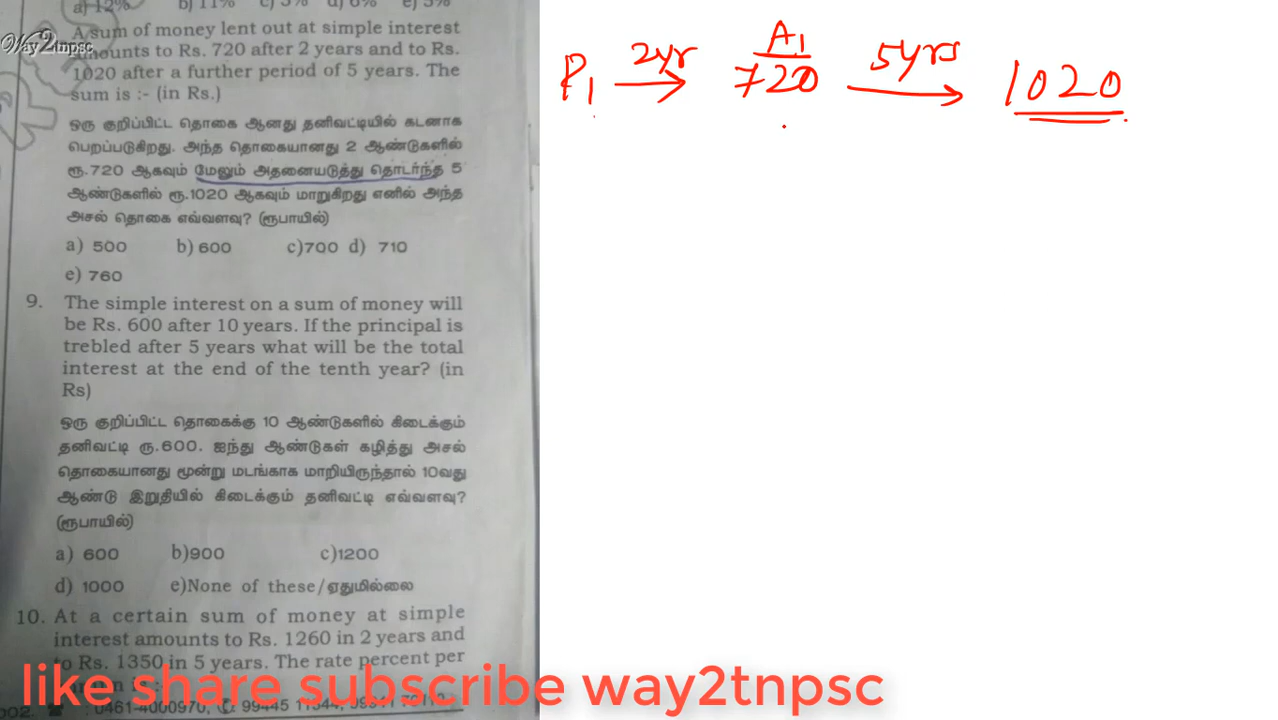 a) 12% b) 11% c) 5% d) 6% e) 3%
A sum of money lent out at simple interest
Way2tnpsc
amounts to Rs. 720 after 2 years and to Rs.
1020 after a further period of 5 years. The
sum is :- (in Rs.)
ஒரு குறிப்பிட்ட தொகை ஆனது தனிவட்டியில் கடனாக
பெறப்படுகிறது. அந்த தொகையானது 2 ஆண்டுகளில்
ரூ.720 ஆகவும் மேலும் அதனையடுத்து தொடர்ந்த 5
ஆண்டுகளில் ரூ.1020 ஆகவும் மாறுகிறது எனில் அந்த
அசல் தொகை எவ்வளவு? (ரூபாயில்)
a) 500 b) 600 c)700 d) 710
e) 760
9. The simple interest on a sum of money will
be Rs. 600 after 10 years. If the principal is
trebled after 5 years what will be the total
interest at the end of the tenth year? (in
Rs)
ஒரு குறிப்பிட்ட தொகைக்கு 10 ஆண்டுகளில் கிடைக்கும்
தனிவட்டி ரூ.600. ஐந்து ஆண்டுகள் கழித்து அசல்
தொகையானது மூன்று மடங்காக மாறியிருந்தால் 10வது
ஆண்டு இறுதியில் கிடைக்கும் தனிவட்டி எவ்வளவு?
(ரூபாயில்)
a) 600 b)900 c)1200
d) 1000 e)None of these/ஏதுமில்லை
10. At a certain sum of money at simple
interest amounts to Rs. 1260 in 2 years and
to Rs. 1350 in 5 years. The rate percent per
like share subscribe way2tnpsc
0461-4000970,
A1
P1 2yr 720 5yrs 1020